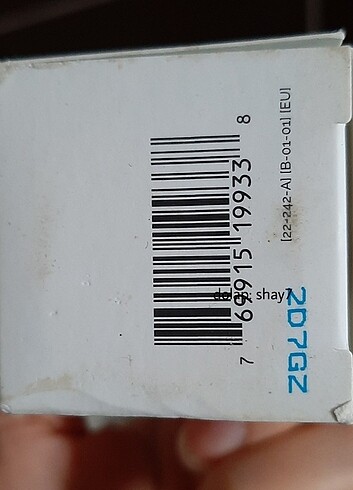 7 69915 19933 8
[22-242-A] [B-01-01] [EU]
2D7GZ
dolap: shay7